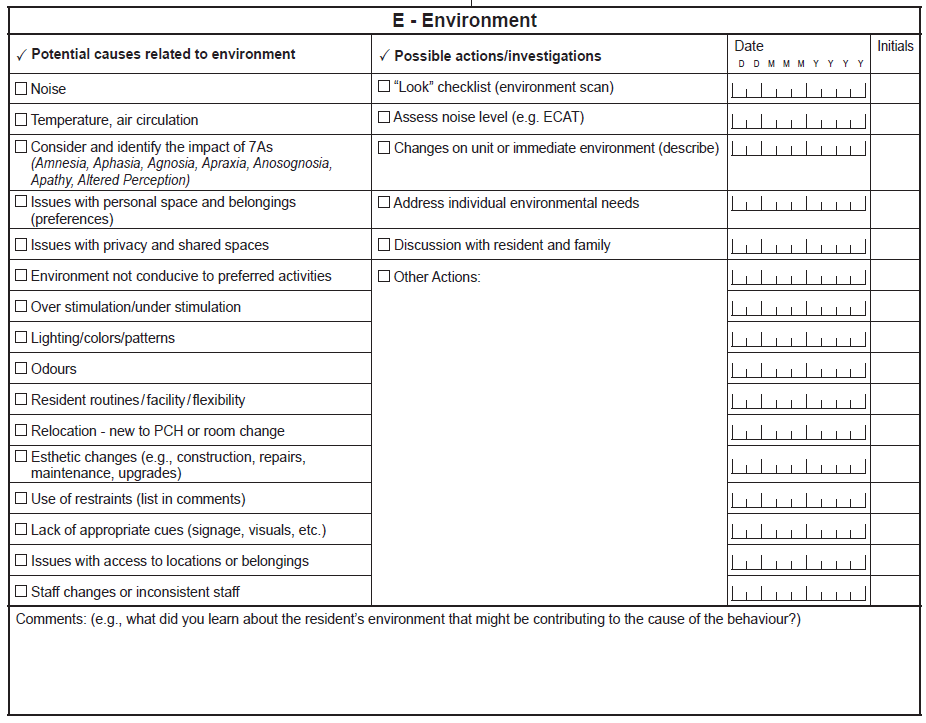 E - Environment
✓ Potential causes related to environment
✓ Possible actions/investigations
Date
D D M M M Y Y Y Y
Initials
☐ Noise
☐ “Look” checklist (environment scan)
☐ Temperature, air circulation
☐ Assess noise level (e.g. ECAT)
☐ Consider and identify the impact of 7As
(Amnesia, Aphasia, Agnosia, Apraxia, Anosognosia,
Apathy, Altered Perception)
☐ Changes on unit or immediate environment (describe)
☐ Issues with personal space and belongings
(preferences)
☐ Address individual environmental needs
☐ Issues with privacy and shared spaces
☐ Discussion with resident and family
☐ Environment not conducive to preferred activities
☐ Other Actions:
☐ Over stimulation/under stimulation
☐ Lighting/colors/patterns
☐ Odours
☐ Resident routines/facility/flexibility
☐ Relocation - new to PCH or room change
☐ Esthetic changes (e.g., construction, repairs,
maintenance, upgrades)
☐ Use of restraints (list in comments)
☐ Lack of appropriate cues (signage, visuals, etc.)
☐ Issues with access to locations or belongings
☐ Staff changes or inconsistent staff
Comments: (e.g., what did you learn about the resident’s environment that might be contributing to the cause of the behaviour?)